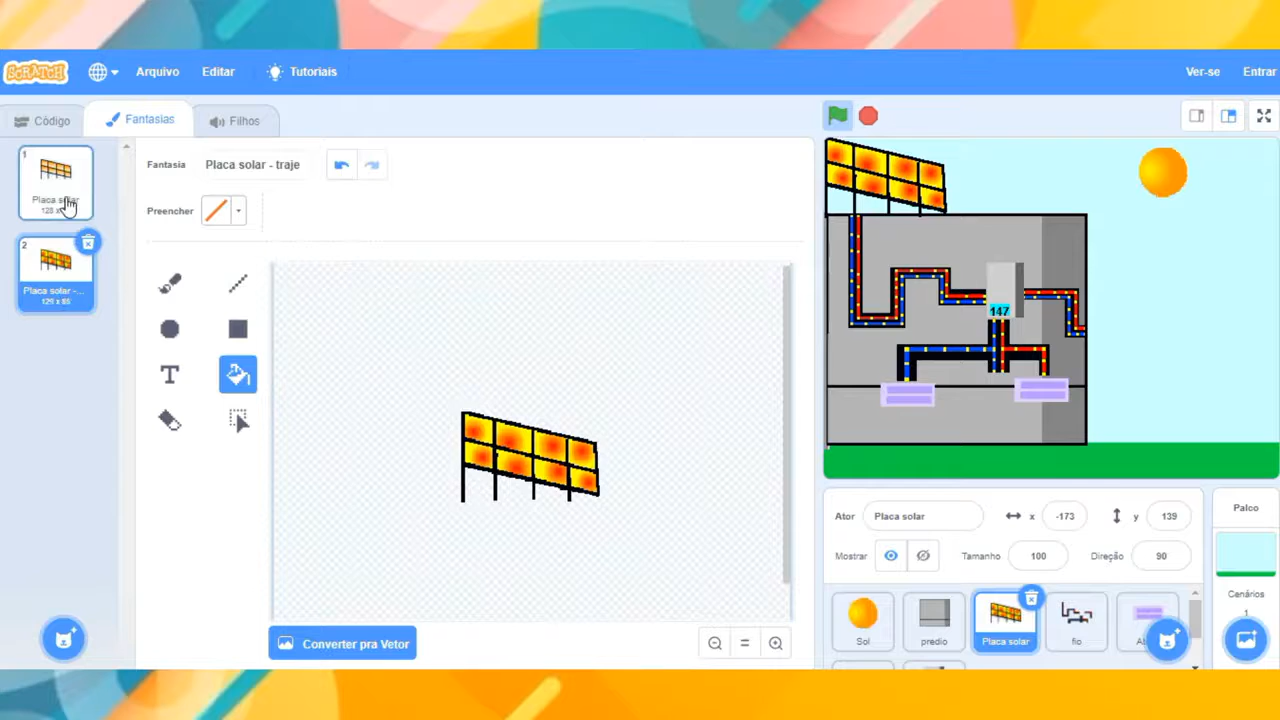 SCRATCH
Arquivo
Editar
Tutoriais
Ver-se
Entrar
Código
Fantasias
Filhos
1
Placa solar
2
Placa solar -...
129 x 85
Fantasia
Placa solar - traje
Preencher
T
Converter pra Vetor
147
Ator
Placa solar
x
-173
y
139
Mostrar
Tamanho
100
Direção
90
Palco
Cenários
1
Sol
predio
Placa solar
fio